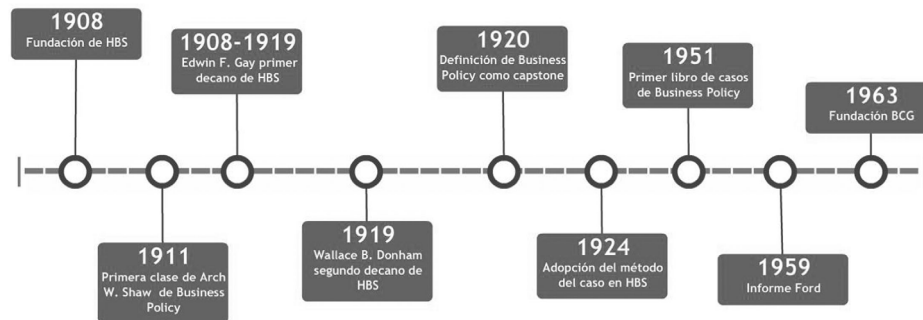 1908
Fundación de HBS
1911
Primera clase de Arch
W. Shaw de Business
Policy
1908-1919
Edwin F. Gay primer
decano de HBS
1919
Wallace B. Donham
segundo decano de
HBS
1920
Definición de Business
Policy como capstone
1924
Adopción del método
del caso en HBS
1951
Primer libro de casos
de Business Policy
1959
Informe Ford
1963
Fundación BCG